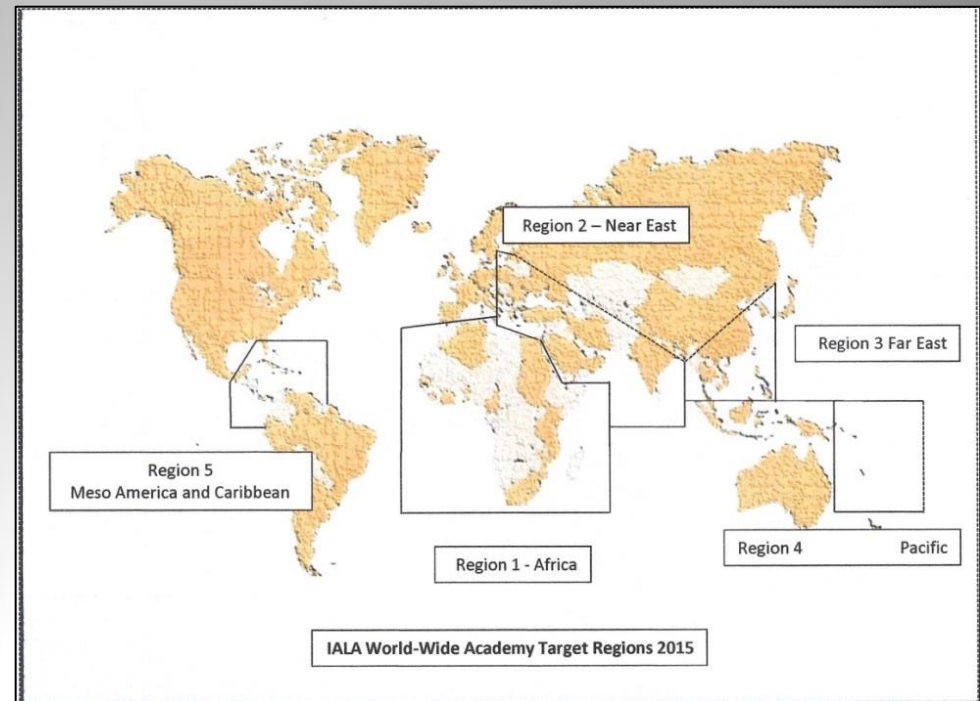 Region 2 – Near East
Region 3 Far East
Region 5
Meso America and Caribbean
Region 4 Pacific
Region 1 - Africa
IALA World-Wide Academy Target Regions 2015